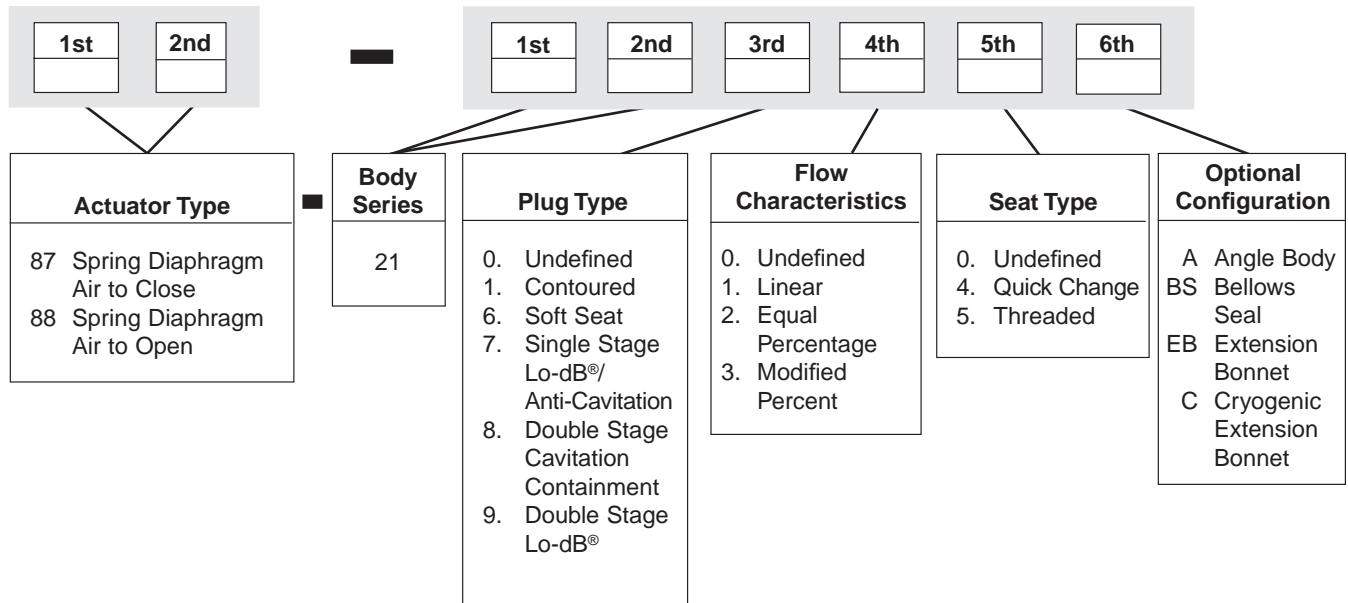 1st 2nd 1st 2nd 3rd 4th 5th 6th
Actuator Type
87 Spring Diaphragm
Air to Close
88 Spring Diaphragm
Air to Open
Body
Series
21
Plug Type
0. Undefined
1. Contoured
6. Soft Seat
7. Single Stage
Lo-dB®/
Anti-Cavitation
8. Double Stage
Cavitation
Containment
9. Double Stage
Lo-dB®
Flow
Characteristics
0. Undefined
1. Linear
2. Equal
Percentage
3. Modified
Percent
Seat Type
0. Undefined
4. Quick Change
5. Threaded
Optional
Configuration
A Angle Body
BS Bellows
Seal
EB Extension
Bonnet
C Cryogenic
Extension
Bonnet